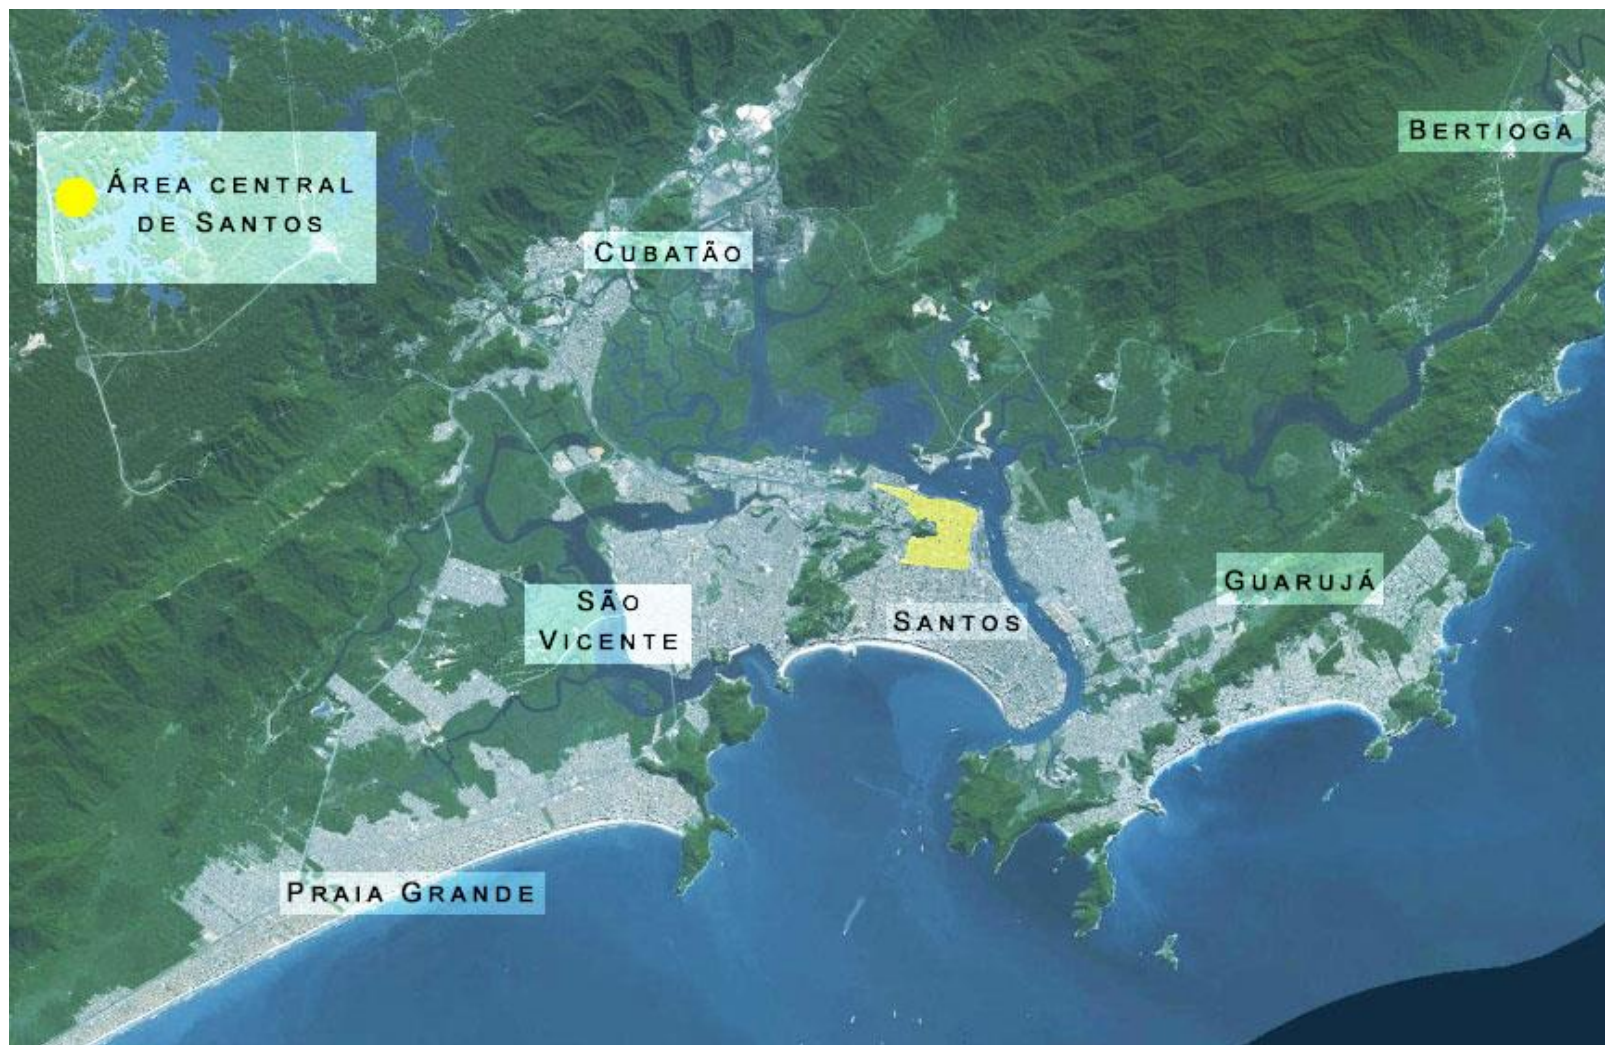 BERTIOGA
ÁREA CENTRAL
DE SANTOS
CUBATÃO
GUARUJÁ
SÃO
VICENTE
SANTOS
PRAIA GRANDE